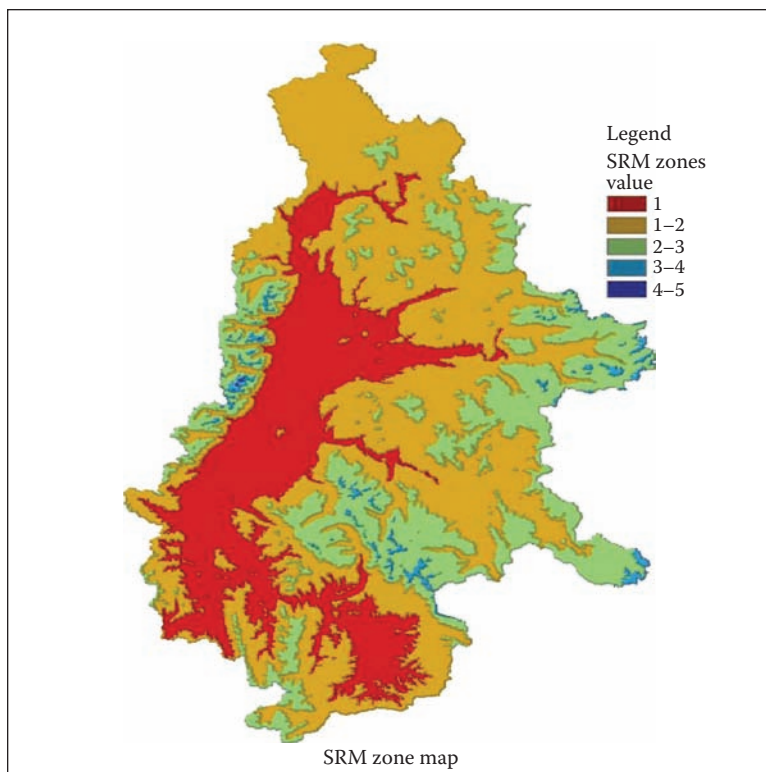 Legend
SRM zones
value
1
1–2
2–3
3–4
4–5
SRM zone map